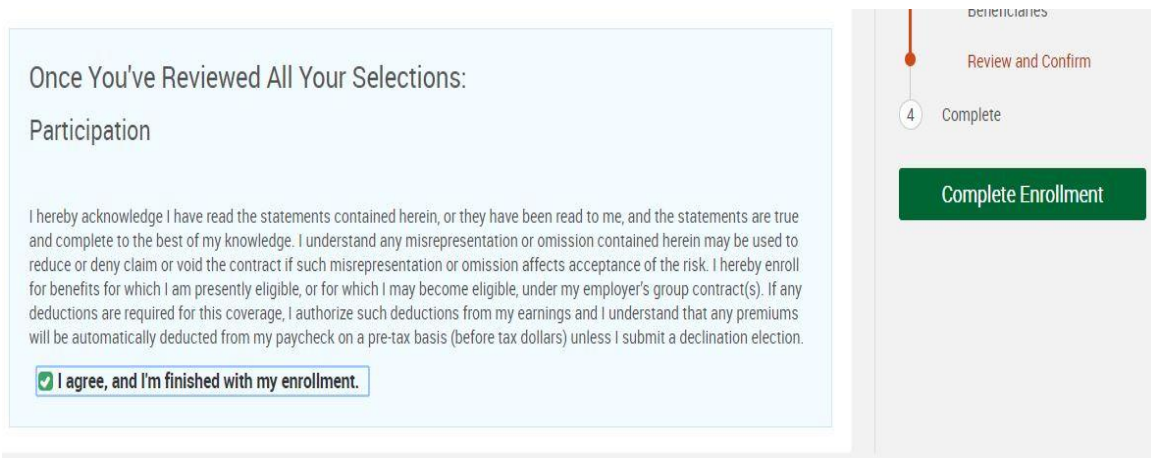 Beneficiaries
Review and Confirm
4 Complete
Complete Enrollment
Once You've Reviewed All Your Selections:
Participation
I hereby acknowledge I have read the statements contained herein, or they have been read to me, and the statements are true
and complete to the best of my knowledge. I understand any misrepresentation or omission contained herein may be used to
reduce or deny claim or void the contract if such misrepresentation or omission affects acceptance of the risk. I hereby enroll
for benefits for which I am presently eligible, or for which I may become eligible, under my employer's group contract(s). If any
deductions are required for this coverage, I authorize such deductions from my earnings and I understand that any premiums
will be automatically deducted from my paycheck on a pre-tax basis (before tax dollars) unless I submit a declination election.
I agree, and I'm finished with my enrollment.